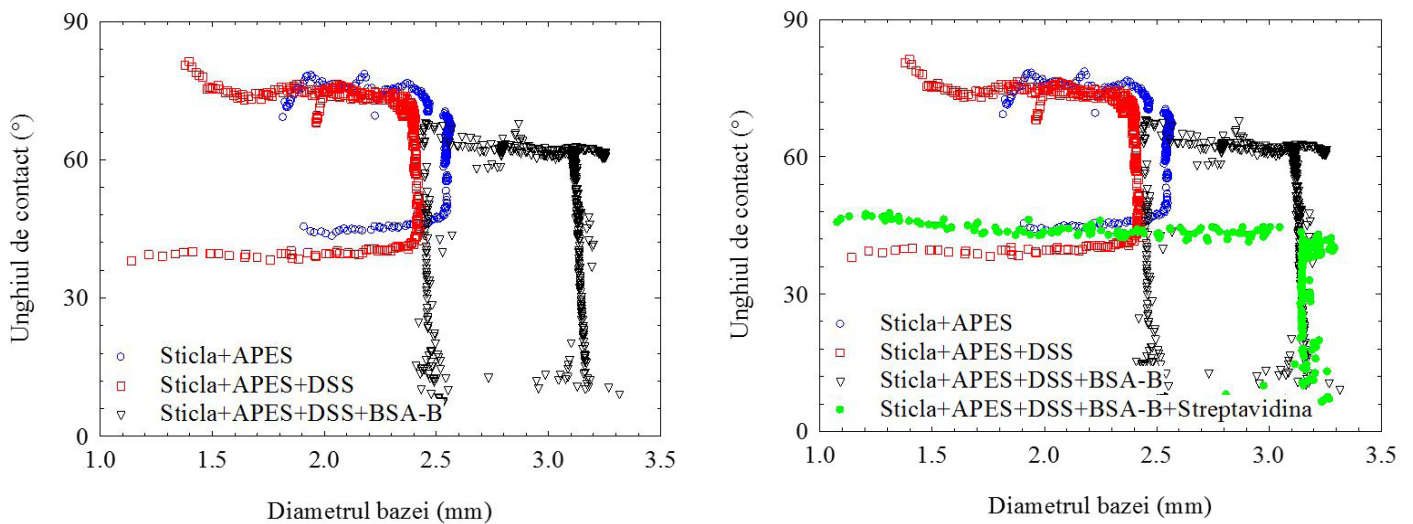 90
60
30
0
Unghiul de contact (°)
Sticla+APES
Sticla+APES+DSS
Sticla+APES+DSS+BSA-B
1.0 1.5 2.0 2.5 3.0 3.5
Diametrul bazei (mm)
90
60
30
0
Unghiul de contact (°)
Sticla+APES
Sticla+APES+DSS
Sticla+APES+DSS+BSA-B
Sticla+APES+DSS+BSA-B+Streptavidina
1.0 1.5 2.0 2.5 3.0 3.5
Diametrul bazei (mm)